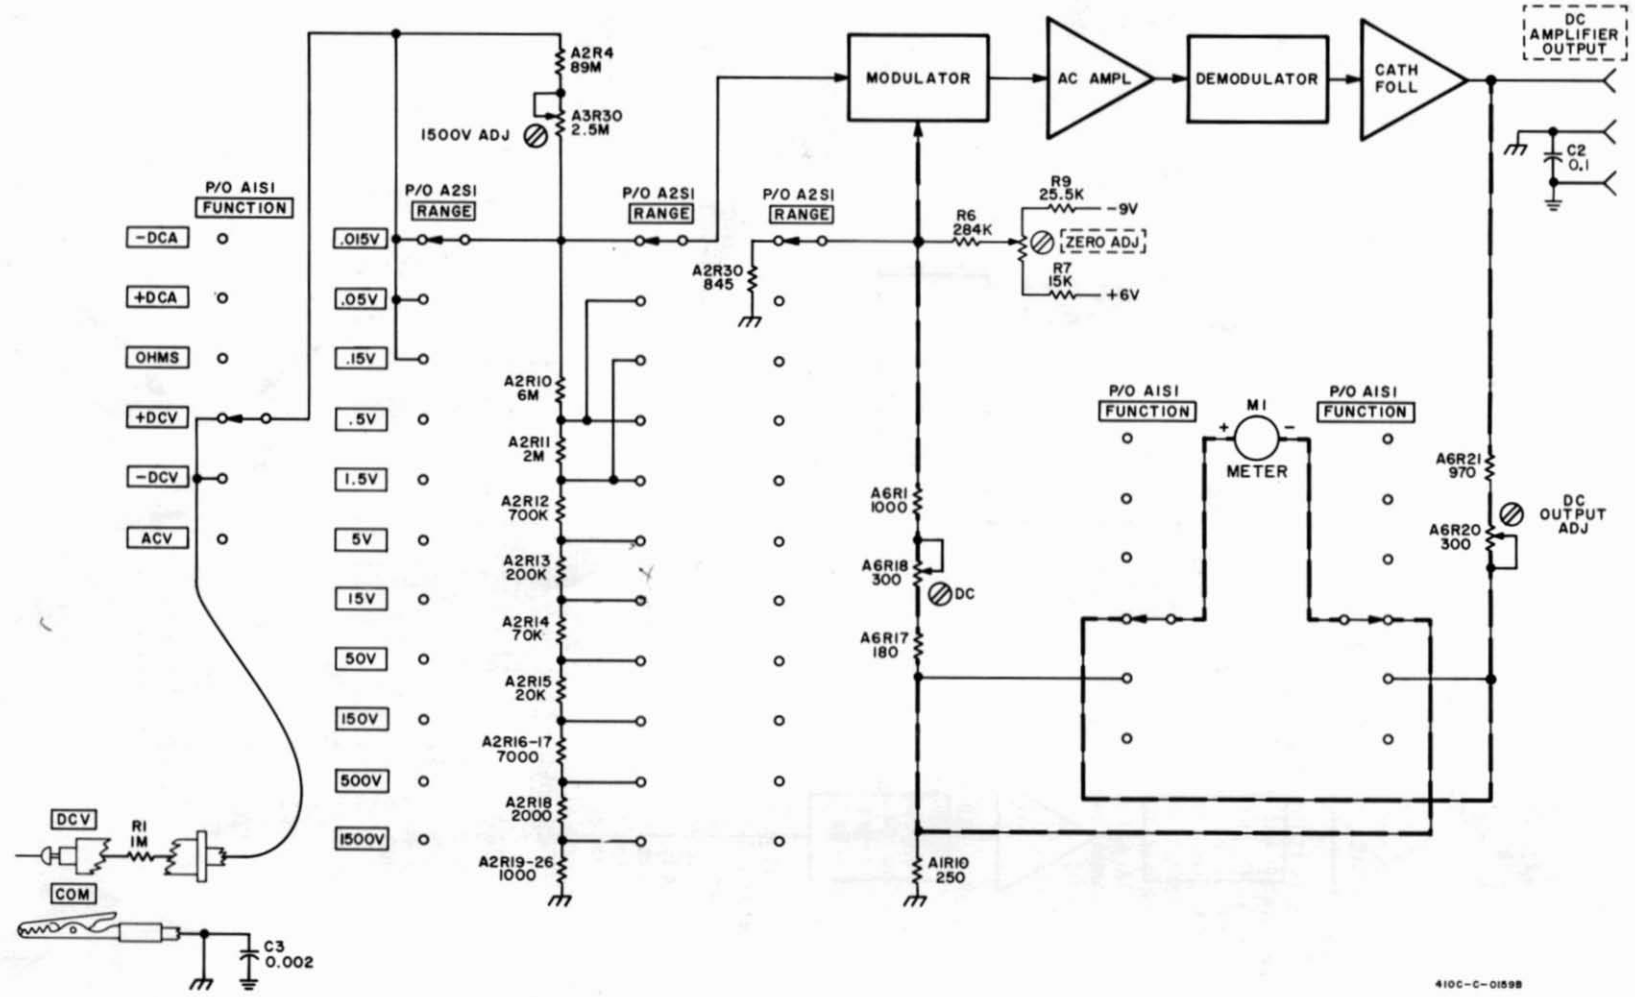 DC
AMPLIFIER
OUTPUT
A2R4
89M
A3R30
2.5M
1500V ADJ
MODULATOR
AC AMPL
DEMODULATOR
CATH
FOLL
C2
0.1
P/O A1S1
FUNCTION
P/O A2S1
RANGE
P/O A2S1
RANGE
P/O A2S1
RANGE
R9
25.5K
-9V
R6
284K
ZERO ADJ
R7
15K
+6V
A2R30
845
-DCA
+DCA
OHMS
+DCV
-DCV
ACV
.015V
.05V
.15V
.5V
1.5V
5V
15V
50V
150V
500V
1500V
A2R10
6M
A2R11
2M
A2R12
700K
A2R13
200K
A2R14
70K
A2R15
20K
A2R16-17
7000
A2R18
2000
A2R19-26
1000
A6R1
1000
A6R18
300
DC
A6R17
180
A1R10
250
P/O A1S1
FUNCTION
M1
+ -
METER
P/O A1S1
FUNCTION
A6R21
970
A6R20
300
DC
OUTPUT
ADJ
DCV
R1
1M
COM
C3
0.002
410C-C-0159B